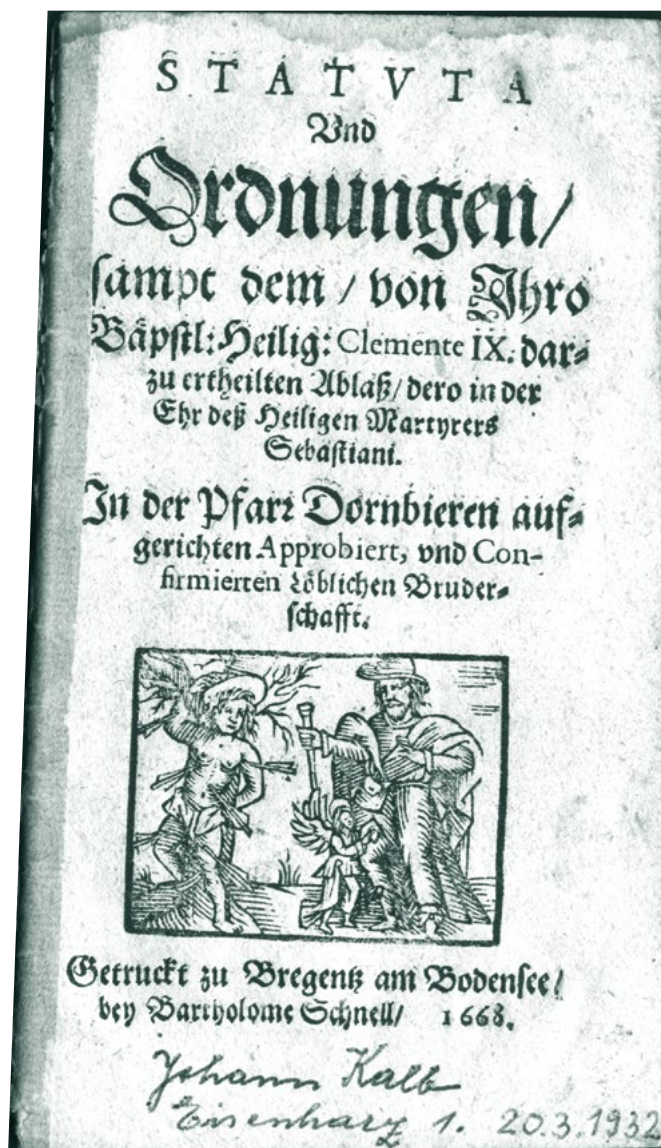 STATVTA
Vnd
Ordnungen/
sampt dem / von Ihro
Bäpstl: Heilig: Clemente IX. dar=
zu ertheilten Ablaß/ dero in der
Ehr deß Heiligen Martyrers
Sebastiani.
In der Pfarr Dornbieren auf=
gerichten Approbiert, vnd Con-
firmierten Löblichen Bruder=
schafft.
Getruckt zu Bregentz am Bodensee/
bey Bartholome Schnell/ 1668.
Johann Kalb
Eisenharz 1. 20.3.1932